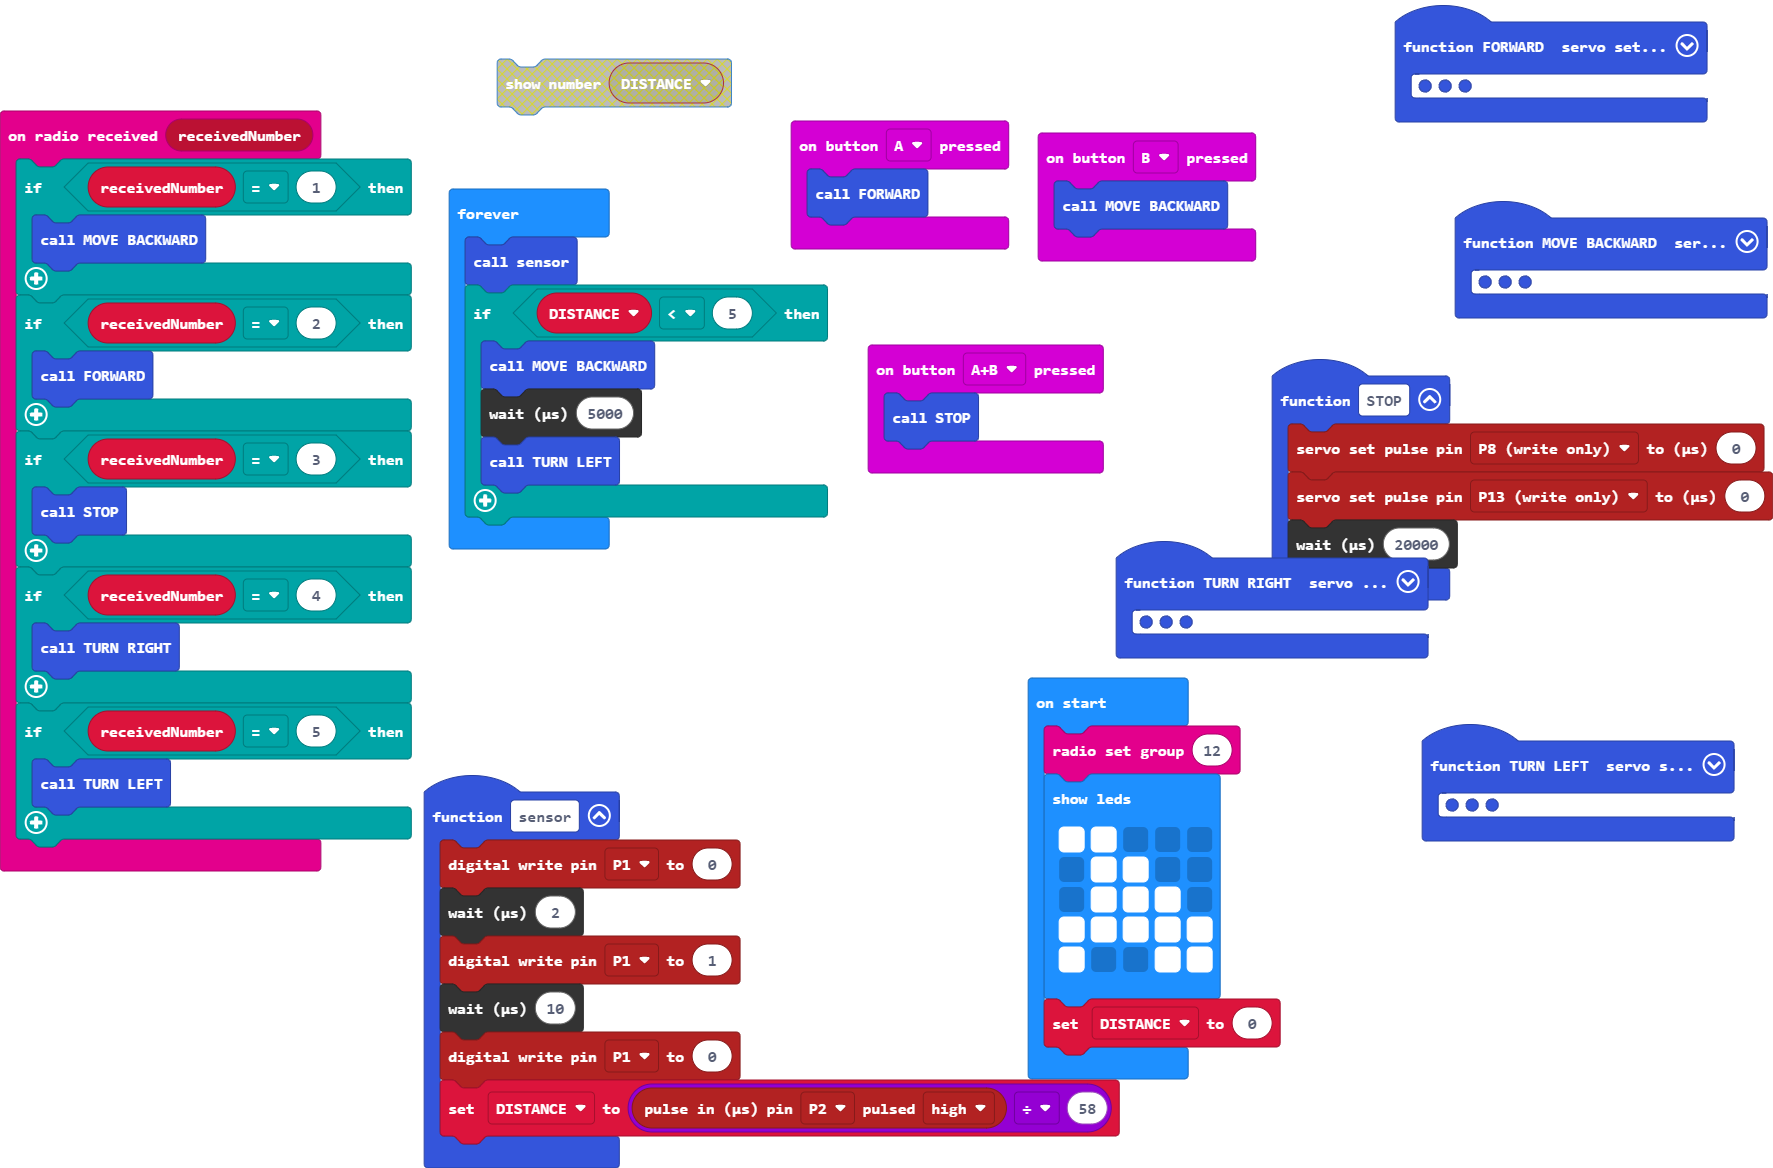 on radio received receivedNumber
if receivedNumber = 1 then
call MOVE BACKWARD
if receivedNumber = 2 then
call FORWARD
if receivedNumber = 3 then
call STOP
if receivedNumber = 4 then
call TURN RIGHT
if receivedNumber = 5 then
call TURN LEFT
show number DISTANCE
forever
call sensor
if DISTANCE < 5 then
call MOVE BACKWARD
wait (µs) 5000
call TURN LEFT
on button A pressed
call FORWARD
on button B pressed
call MOVE BACKWARD
on button A+B pressed
call STOP
function FORWARD servo set...
function MOVE BACKWARD ser...
function STOP
servo set pulse pin P8 (write only) to (µs) 0
servo set pulse pin P13 (write only) to (µs) 0
wait (µs) 20000
function TURN RIGHT servo ...
function TURN LEFT servo s...
function sensor
digital write pin P1 to 0
wait (µs) 2
digital write pin P1 to 1
wait (µs) 10
digital write pin P1 to 0
set DISTANCE to pulse in (µs) pin P2 pulsed high ÷ 58
on start
radio set group 12
show leds
set DISTANCE to 0